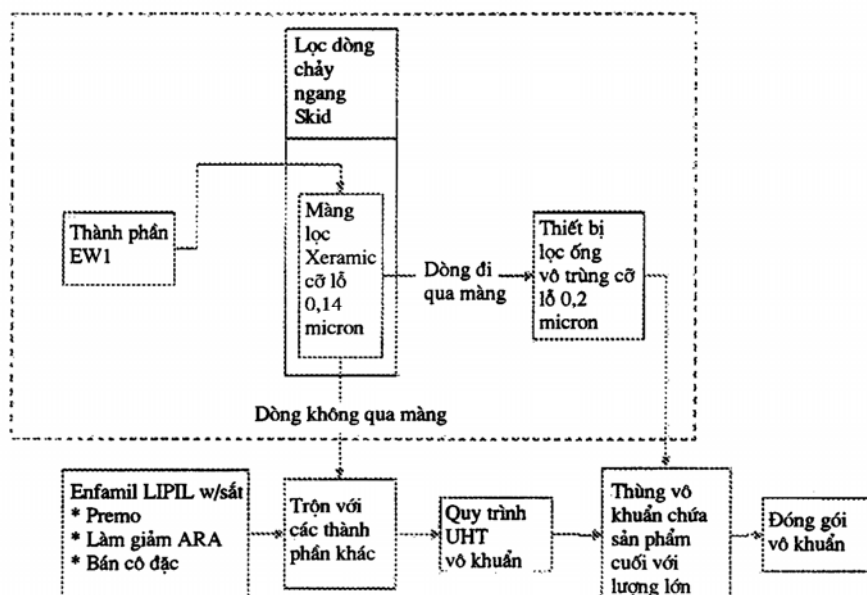 Lọc dòng
chảy
ngang
Skid
Thành phần
EW1
Màng
lọc
Xeramic
cỡ lỗ
0,14
micron
Dòng đi
qua màng
Thiết bị
lọc ống
vô trùng cỡ
lỗ 0,2
micron
Dòng không qua màng
Enfamil LIPIL w/sắt
* Premo
* Làm giảm ARA
* Bán cô đặc
Trộn với
các thành
phần khác
Quy trình
UHT
vô khuẩn
Thùng vô
khuẩn chứa
sản phẩm
cuối với
lượng lớn
Đóng gói
vô khuẩn